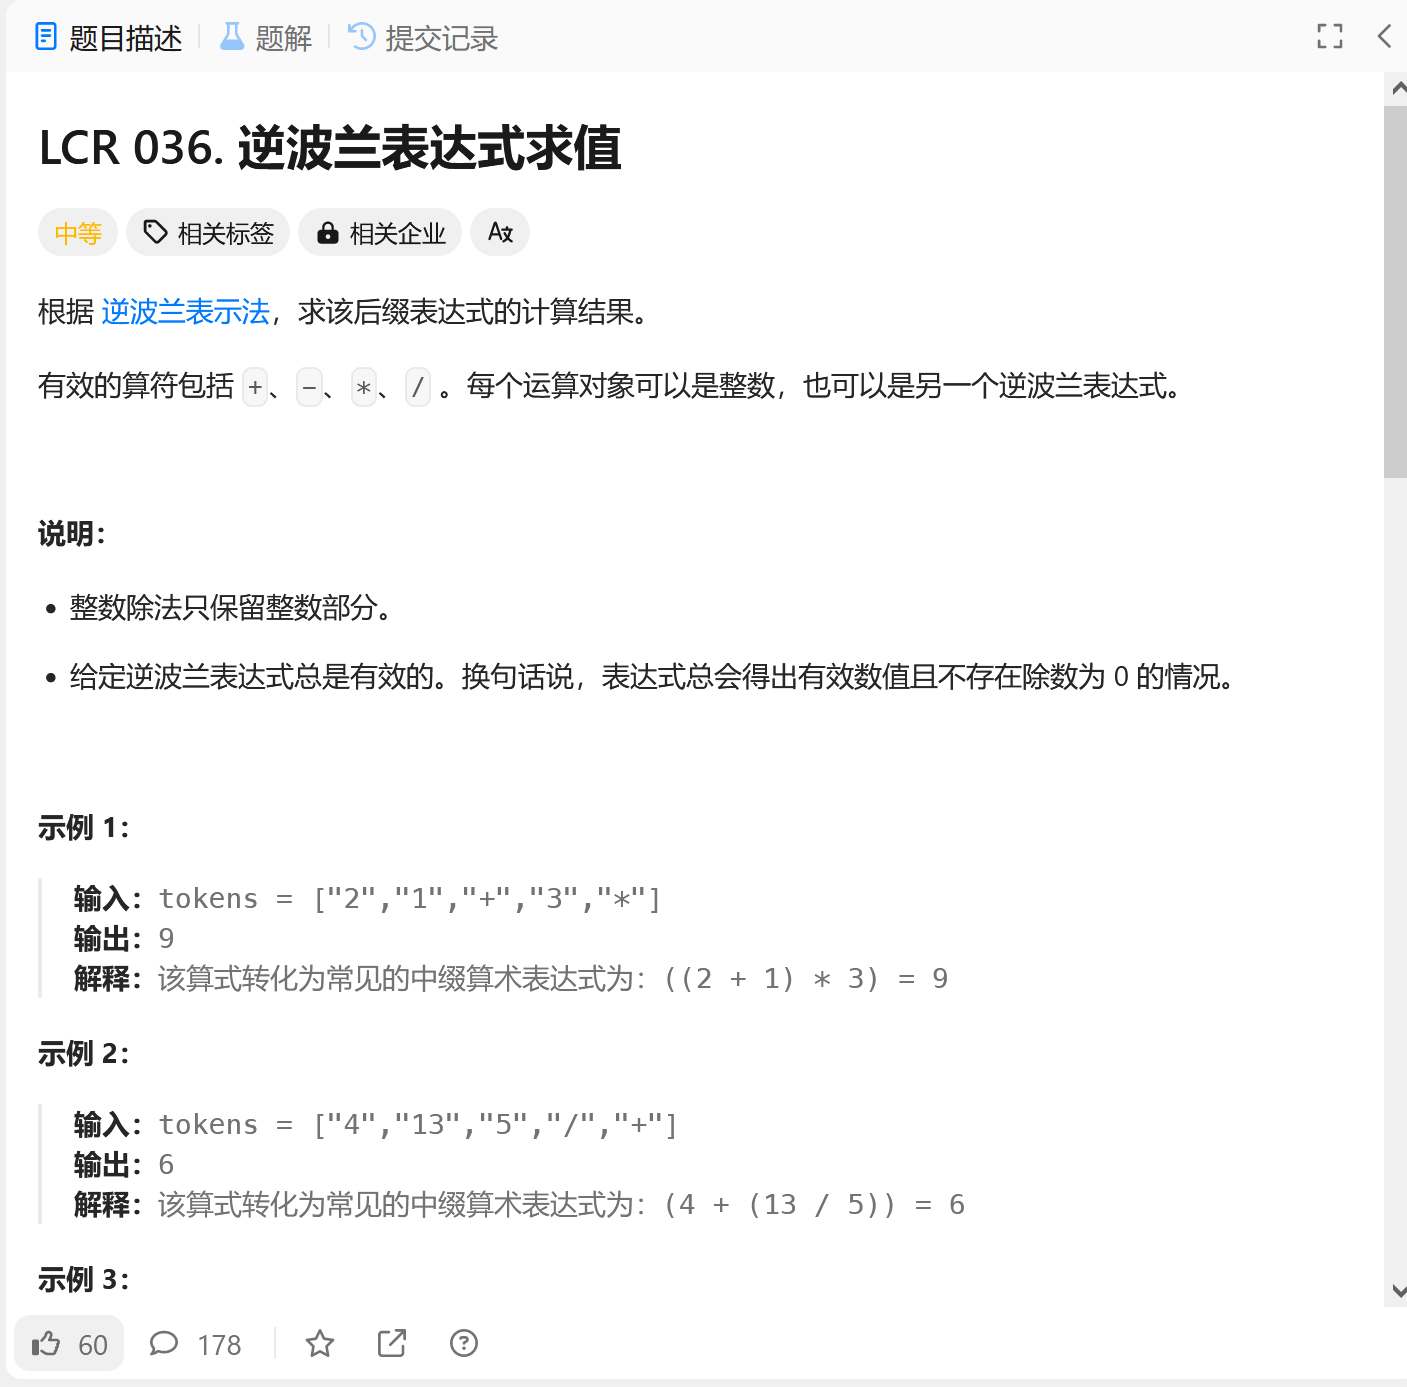 题目描述 题解 提交记录
LCR 036. 逆波兰表达式求值
中等 相关标签 相关企业
根据 逆波兰表示法，求该后缀表达式的计算结果。
有效的算符包括 +、-、*、/ 。每个运算对象可以是整数，也可以是另一个逆波兰表达式。
说明：
• 整数除法只保留整数部分。
• 给定逆波兰表达式总是有效的。换句话说，表达式总会得出有效数值且不存在除数为 0 的情况。
示例 1：
输入：tokens = ["2","1","+","3","*"]
输出：9
解释：该算式转化为常见的中缀算术表达式为：((2 + 1) * 3) = 9
示例 2：
输入：tokens = ["4","13","5","/","+"]
输出：6
解释：该算式转化为常见的中缀算术表达式为：(4 + (13 / 5)) = 6
示例 3：
60 178